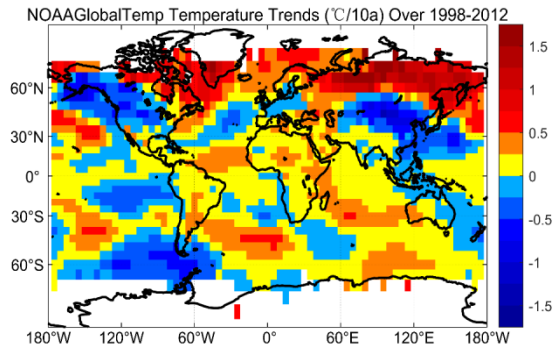 NOAAGlobalTemp Temperature Trends (℃/10a) Over 1998-2012
1.5
60°N
1
30°N
0.5
0°
0
-0.5
30°S
-1
60°S
-1.5
180°W 120°W 60°W 0° 60°E 120°E 180°W